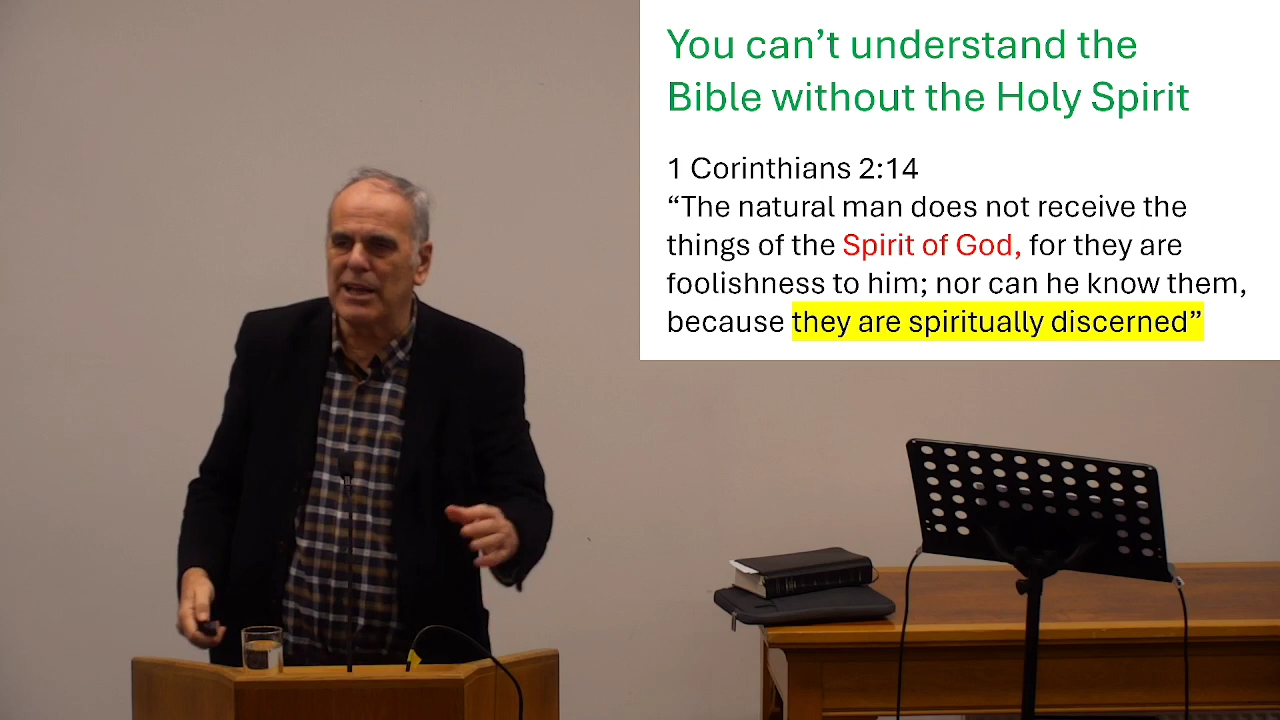 You can’t understand the
Bible without the Holy Spirit
1 Corinthians 2:14
“The natural man does not receive the
things of the Spirit of God, for they are
foolishness to him; nor can he know them,
because they are spiritually discerned”